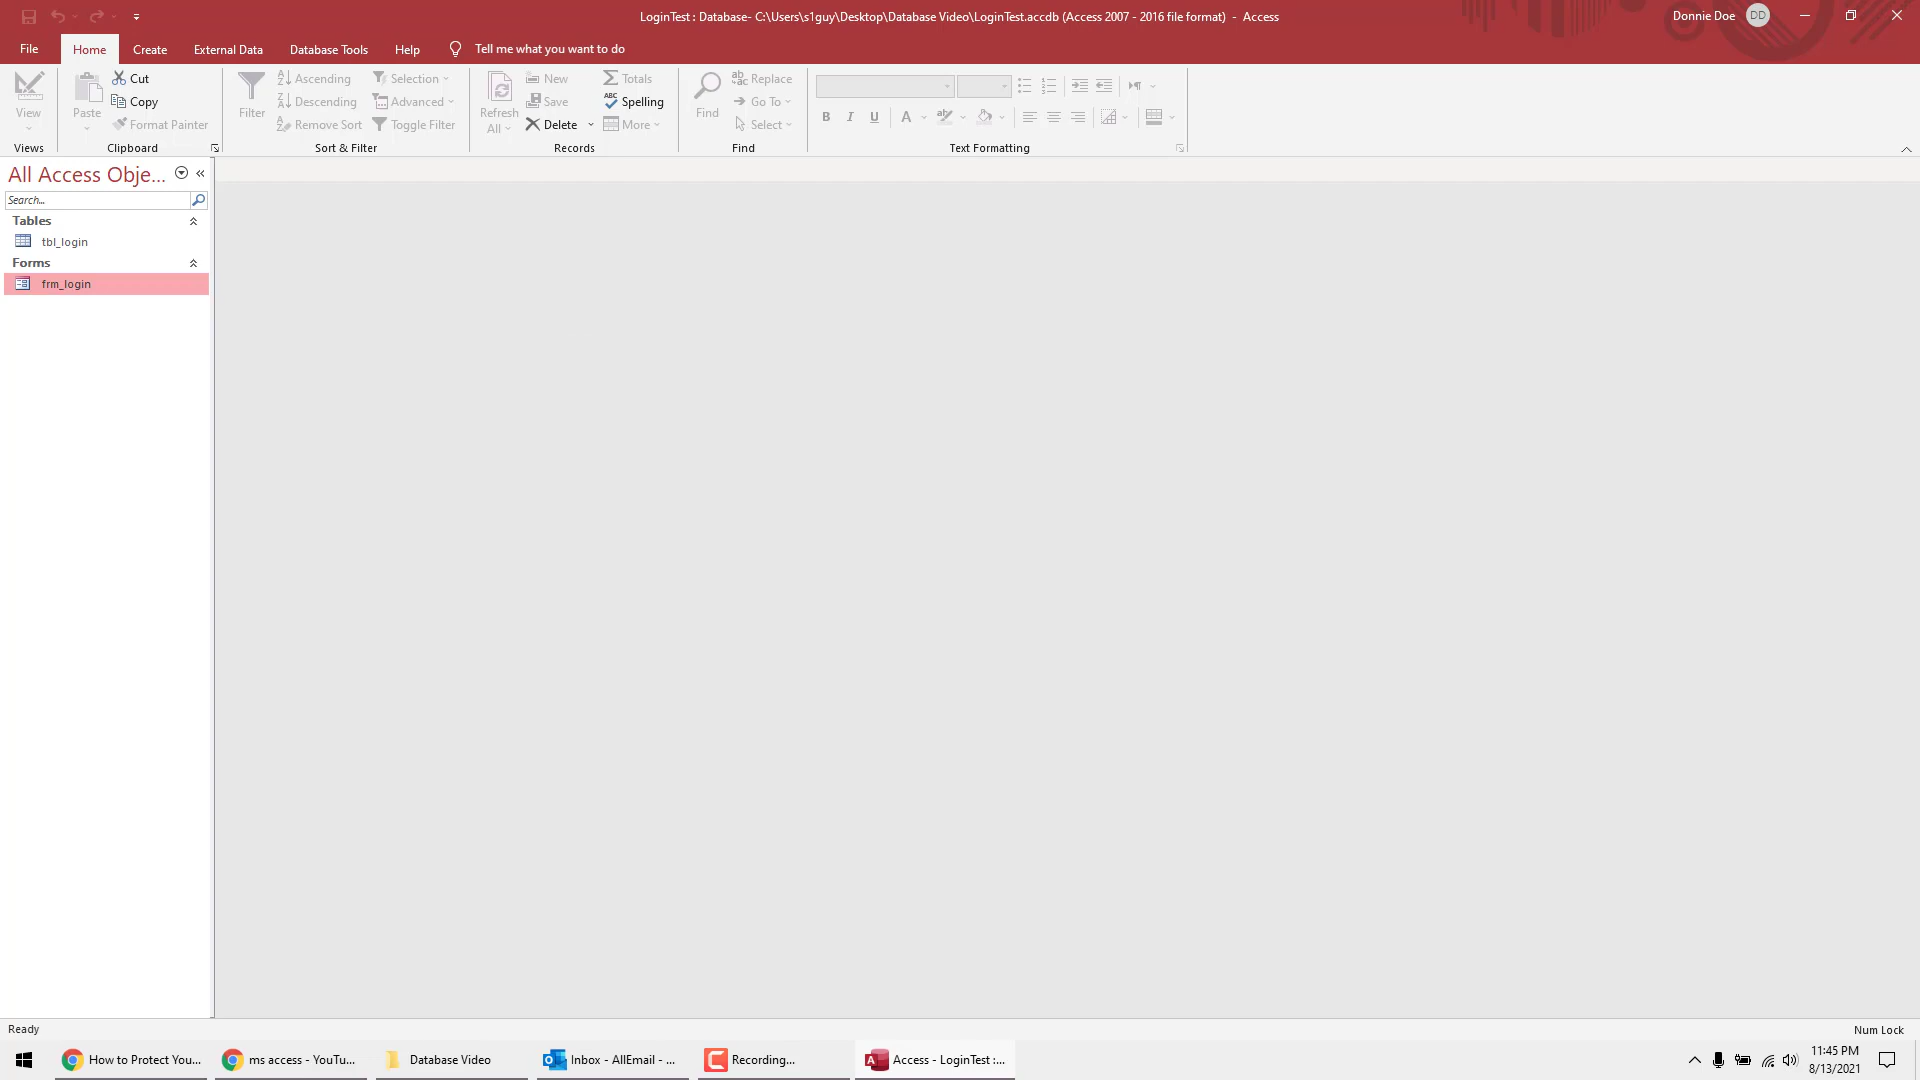 LoginTest : Database- C:\Users\s1guy\Desktop\Database Video\LoginTest.accdb (Access 2007 - 2016 file format) - Access
Donnie Doe DD
File Home Create External Data Database Tools Help Tell me what you want to do
View
Views
Paste
Cut
Copy
Format Painter
Clipboard
Filter
Ascending
Descending
Remove Sort
Selection
Advanced
Toggle Filter
Sort & Filter
Refresh
All
New
Save
Delete
Totals
Spelling
More
Records
Find
Replace
Go To
Select
Find
B I U A
Text Formatting
All Access Obje...
Search...
Tables
tbl_login
Forms
frm_login
Ready
Num Lock
How to Protect You...
ms access - YouTu...
Database Video
Inbox - AllEmail - ...
Recording...
Access - LoginTest :...
11:45 PM
8/13/2021